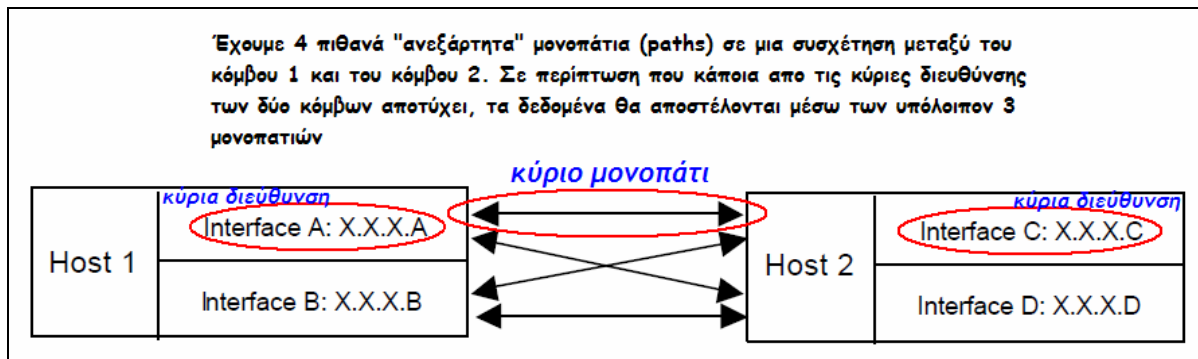 Έχουμε 4 πιθανά "ανεξάρτητα" μονοπάτια (paths) σε μια συσχέτηση μεταξύ του
κόμβου 1 και του κόμβου 2. Σε περίπτωση που κάποια απο τις κύριες διευθύνσης
των δύο κόμβων αποτύχει, τα δεδομένα θα αποστέλονται μέσω των υπόλοιπον 3
μονοπατιών
κύριο μονοπάτι
κύρια διεύθυνση
κύρια διεύθυνση
Interface A: X.X.X.A
Interface C: X.X.X.C
Host 1
Host 2
Interface B: X.X.X.B
Interface D: X.X.X.D